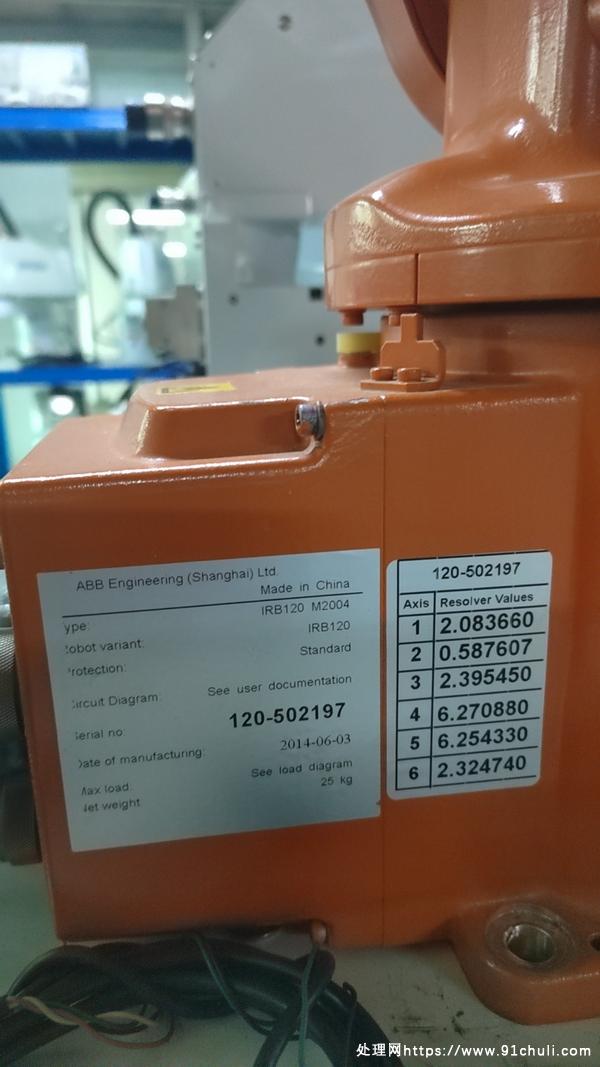 ABB Engineering (Shanghai) Ltd.
Made in China
ype: IRB120 M2004
obot variant: IRB120
rotection: Standard
ircuit Diagram: See user documentation
erial no: 120-502197
ate of manufacturing: 2014-06-03
Max load: See load diagram
Net weight 25 kg
120-502197
Axis Resolver Values
1 2.083660
2 0.587607
3 2.395450
4 6.270880
5 6.254330
6 2.324740
处理网https://www.91chuli.com/